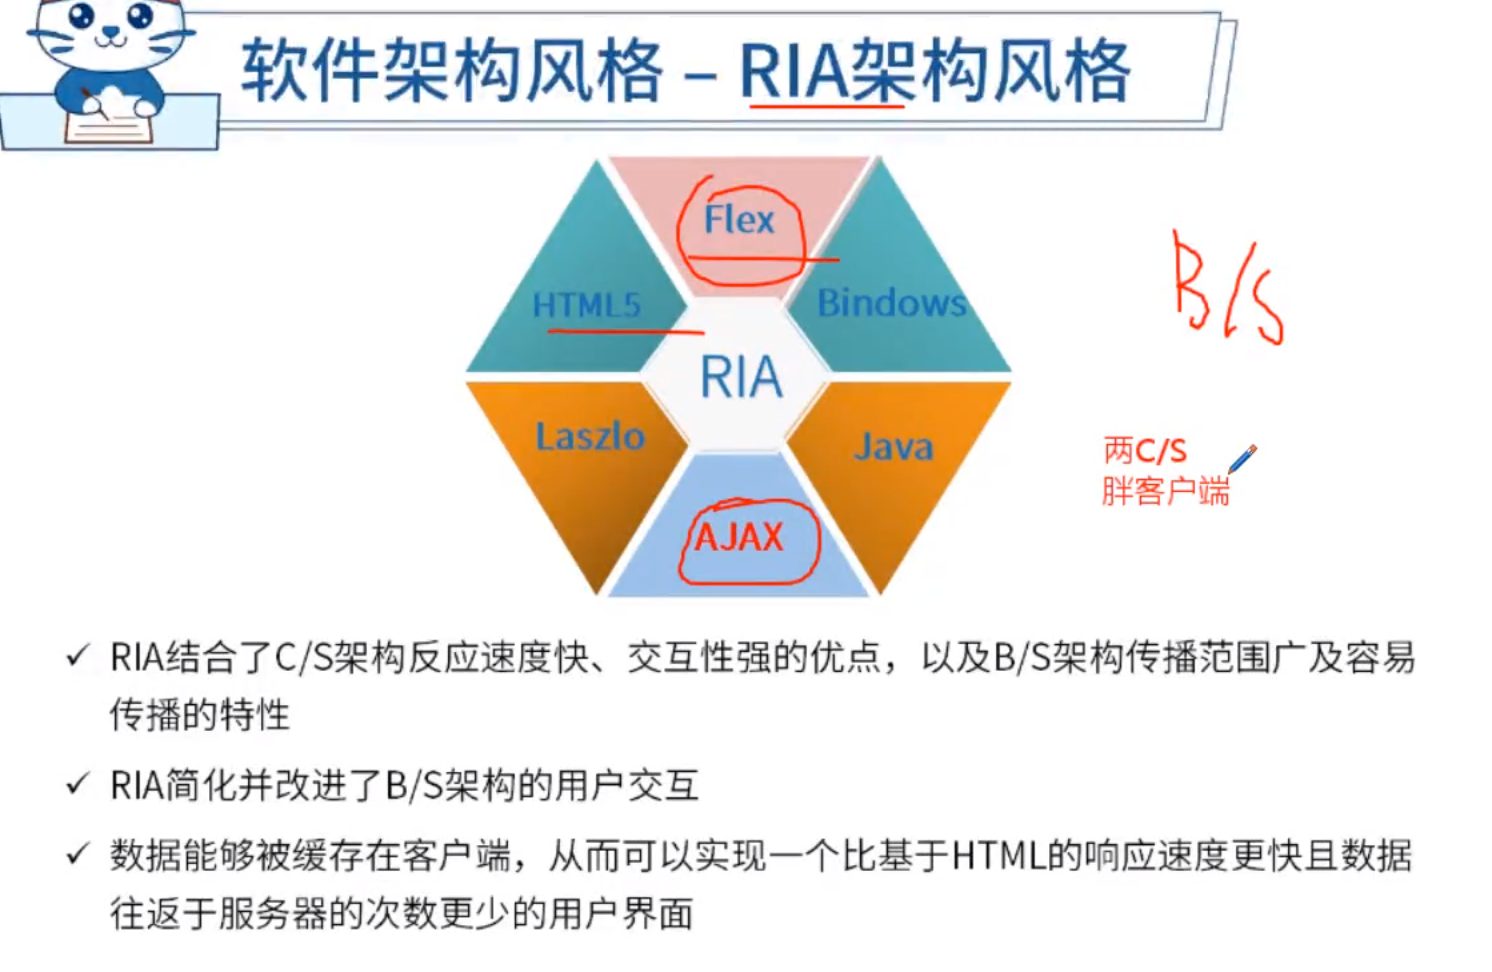 软件架构风格 – RIA架构风格
Flex
HTML5
Bindows
B/S
RIA
Laszlo
Java
两C/S
胖客户端
AJAX
✓ RIA结合了C/S架构反应速度快、交互性强的优点，以及B/S架构传播范围广及容易
传播的特性
✓ RIA简化并改进了B/S架构的用户交互
✓ 数据能够被缓存在客户端，从而可以实现一个比基于HTML的响应速度更快且数据
往返于服务器的次数更少的用户界面